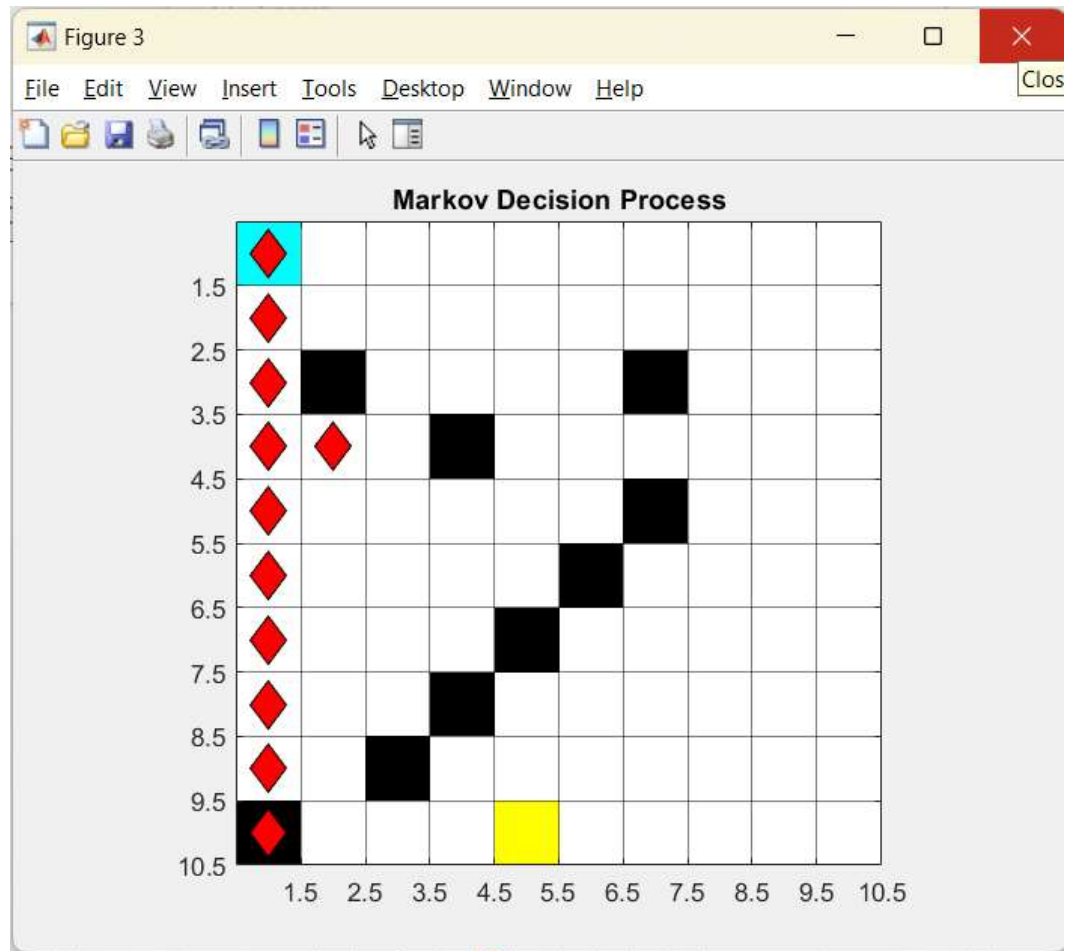 Figure 3
File Edit View Insert Tools Desktop Window Help
Clos
Markov Decision Process
1.5
2.5
3.5
4.5
5.5
6.5
7.5
8.5
9.5
10.5
1.5 2.5 3.5 4.5 5.5 6.5 7.5 8.5 9.5 10.5